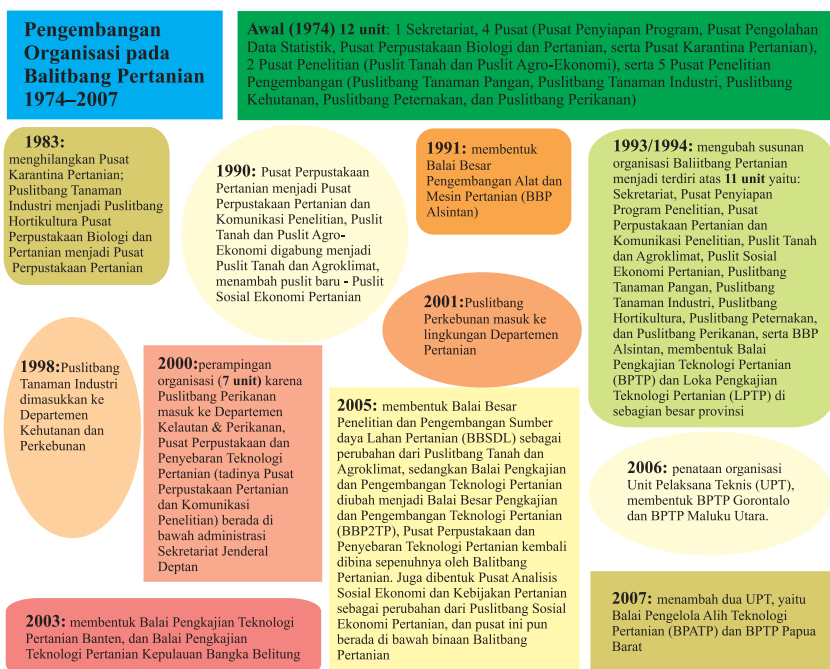 Pengembangan
Organisasi pada
Balitbang Pertanian
1974–2007
Awal (1974) 12 unit: 1 Sekretariat, 4 Pusat (Pusat Penyiapan Program, Pusat Pengolahan
Data Statistik, Pusat Perpustakaan Biologi dan Pertanian, serta Pusat Karantina Pertanian),
2 Pusat Penelitian (Puslit Tanah dan Puslit Agro-Ekonomi), serta 5 Pusat Penelitian
Pengembangan (Puslitbang Tanaman Pangan, Puslitbang Tanaman Industri, Puslitbang
Kehutanan, Puslitbang Peternakan, dan Puslitbang Perikanan)
1983:
menghilangkan Pusat
Karantina Pertanian;
Puslitbang Tanaman
Industri menjadi Puslitbang
Hortikultura Pusat
Perpustakaan Biologi dan
Pertanian menjadi Pusat
Perpustakaan Pertanian
1990: Pusat Perpustakaan
Pertanian menjadi Pusat
Perpustakaan Pertanian dan
Komunikasi Penelitian, Puslit
Tanah dan Puslit Agro-
Ekonomi digabung menjadi
Puslit Tanah dan Agroklimat,
menambah puslit baru - Puslit
Sosial Ekonomi Pertanian
1991: membentuk
Balai Besar
Pengembangan Alat dan
Mesin Pertanian (BBP
Alsintan)
1993/1994: mengubah susunan
organisasi Baliitbang Pertanian
menjadi terdiri atas 11 unit yaitu:
Sekretariat, Pusat Penyiapan
Program Penelitian, Pusat
Perpustakaan Pertanian dan
Komunikasi Penelitian, Puslit Tanah
dan Agroklimat, Puslit Sosial
Ekonomi Pertanian, Puslitbang
Tanaman Pangan, Puslitbang
Tanaman Industri, Puslitbang
Hortikultura, Puslitbang Peternakan,
dan Puslitbang Perikanan, serta BBP
Alsintan, membentuk Balai
Pengkajian Teknologi Pertanian
(BPTP) dan Loka Pengkajian
Teknologi Pertanian (LPTP) di
sebagian besar provinsi
1998:Puslitbang
Tanaman Industri
dimasukkan ke
Departemen
Kehutanan dan
Perkebunan
2000:perampingan
organisasi (7 unit) karena
Puslitbang Perikanan
masuk ke Departemen
Kelautan & Perikanan,
Pusat Perpustakaan dan
Penyebaran Teknologi
Pertanian (tadinya Pusat
Perpustakaan Pertanian
dan Komunikasi
Penelitian) berada di
bawah administrasi
Sekretariat Jenderal
Deptan
2001:Puslitbang
Perkebunan masuk ke
lingkungan Departemen
Pertanian
2003: membentuk Balai Pengkajian Teknologi
Pertanian Banten, dan Balai Pengkajian
Teknologi Pertanian Kepulauan Bangka Belitung
2005: membentuk Balai Besar
Penelitian dan Pengembangan Sumber
daya Lahan Pertanian (BBSDL) sebagai
perubahan dari Puslitbang Tanah dan
Agroklimat, sedangkan Balai Pengkajian
dan Pengembangan Teknologi Pertanian
diubah menjadi Balai Besar Pengkajian
dan Pengembangan Teknologi Pertanian
(BBP2TP), Pusat Perpustakaan dan
Penyebaran Teknologi Pertanian kembali
dibina sepenuhnya oleh Balitbang
Pertanian. Juga dibentuk Pusat Analisis
Sosial Ekonomi dan Kebijakan Pertanian
sebagai perubahan dari Puslitbang Sosial
Ekonomi Pertanian, dan pusat ini pun
berada di bawah binaan Balitbang
Pertanian
2006: penataan organisasi
Unit Pelaksana Teknis (UPT),
membentuk BPTP Gorontalo
dan BPTP Maluku Utara.
2007: menambah dua UPT, yaitu
Balai Pengelola Alih Teknologi
Pertanian (BPATP) dan BPTP Papua
Barat